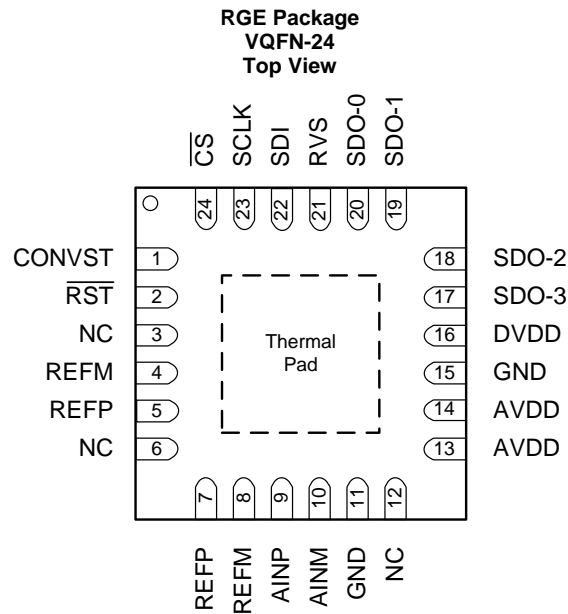 RGE Package
VQFN-24
Top View
CS
SCLK
SDI
RVS
SDO-0
SDO-1
24
23
22
21
20
19
CONVST 1
RST 2
NC 3
REFM 4
REFP 5
NC 6
Thermal
Pad
18 SDO-2
17 SDO-3
16 DVDD
15 GND
14 AVDD
13 AVDD
7
8
9
10
11
12
REFP
REFM
AINP
AINM
GND
NC